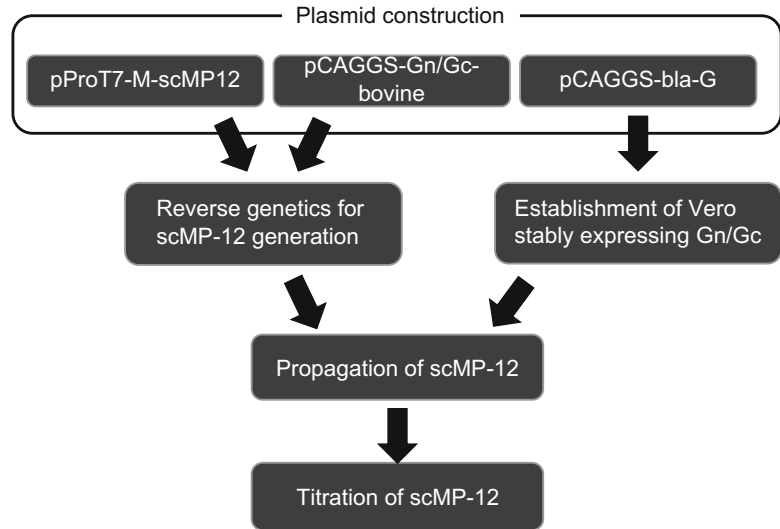 Plasmid construction
pProT7-M-scMP12
pCAGGS-Gn/Gc-
bovine
pCAGGS-bla-G
Reverse genetics for
scMP-12 generation
Establishment of Vero
stably expressing Gn/Gc
Propagation of scMP-12
Titration of scMP-12